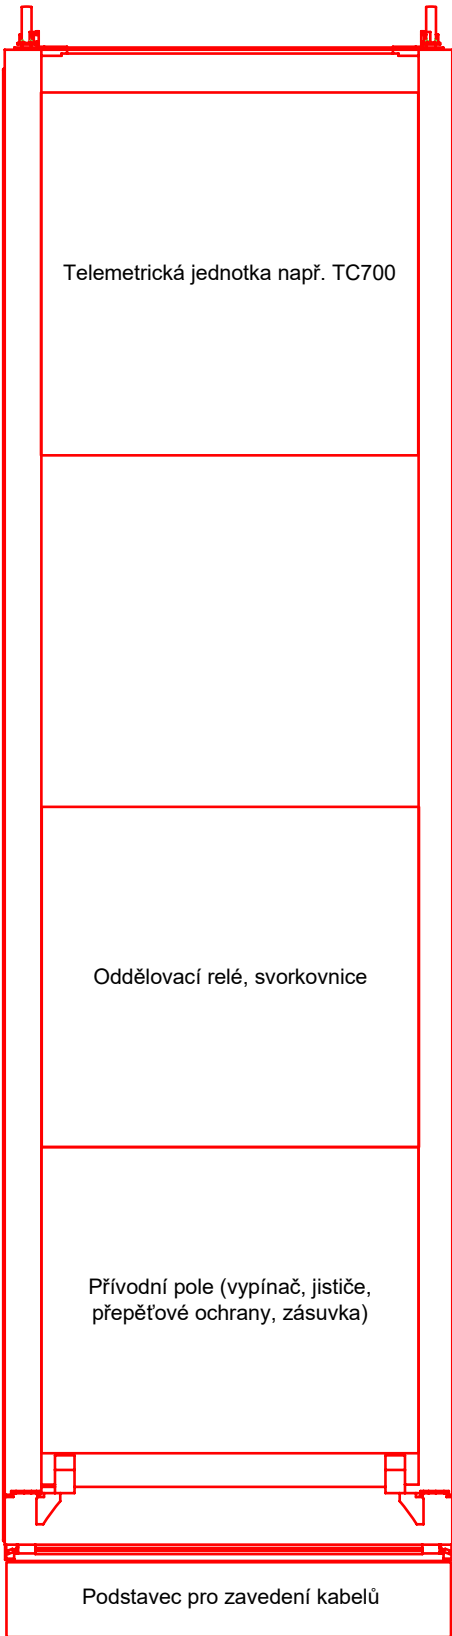 Telemetrická jednotka např. TC700
Oddělovací relé, svorkovnice
Přívodní pole (vypínač, jističe,
přepěťové ochrany, zásuvka)
Podstavec pro zavedení kabelů